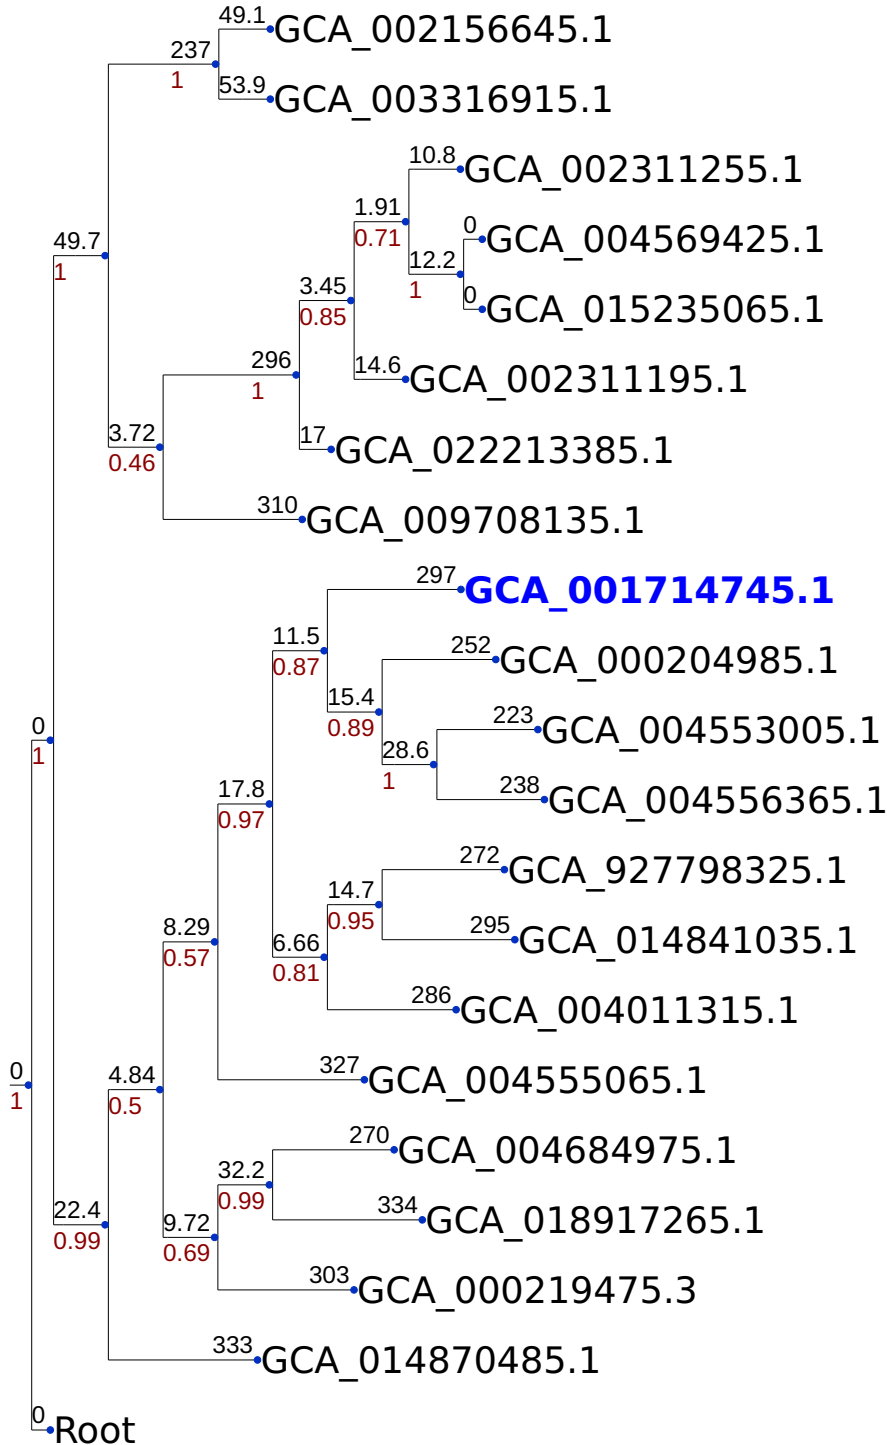 49.1
GCA_002156645.1
237
1
53.9
GCA_003316915.1
10.8
GCA_002311255.1
1.91
0.71
0
GCA_004569425.1
49.7
1
12.2
1
3.45
0.85
0
GCA_015235065.1
296
1
14.6
GCA_002311195.1
3.72
0.46
17
GCA_022213385.1
310
GCA_009708135.1
297
GCA_001714745.1
11.5
0.87
252
GCA_000204985.1
15.4
0.89
0
1
223
GCA_004553005.1
28.6
1
17.8
0.97
238
GCA_004556365.1
272
GCA_927798325.1
14.7
0.95
8.29
0.57
295
GCA_014841035.1
6.66
0.81
286
GCA_004011315.1
0
1
4.84
0.5
327
GCA_004555065.1
270
GCA_004684975.1
32.2
0.99
22.4
0.99
334
GCA_018917265.1
9.72
0.69
303
GCA_000219475.3
333
GCA_014870485.1
0
Root